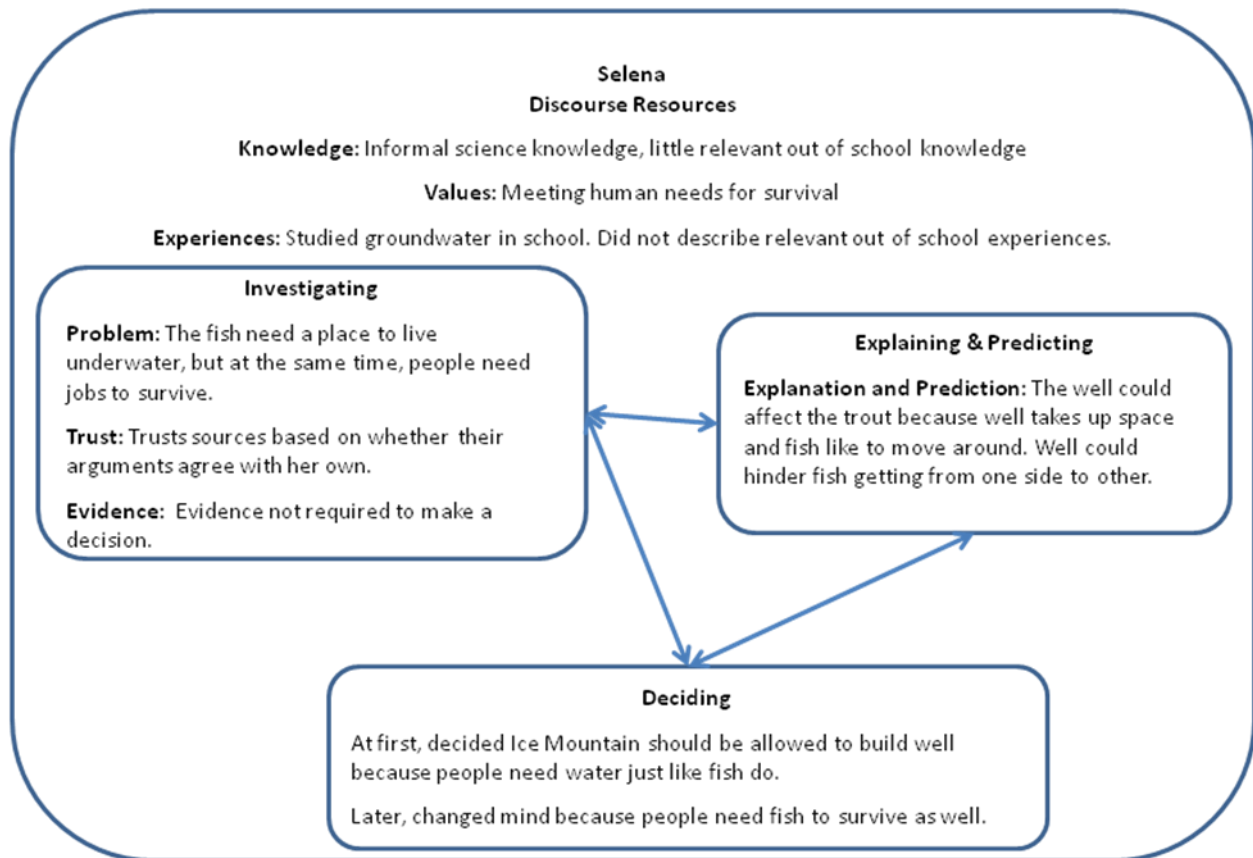 Selena
Discourse Resources
Knowledge: Informal science knowledge, little relevant out of school knowledge
Values: Meeting human needs for survival
Experiences: Studied groundwater in school. Did not describe relevant out of school experiences.
Investigating
Problem: The fish need a place to live
underwater, but at the same time, people need
jobs to survive.
Trust: Trusts sources based on whether their
arguments agree with her own.
Evidence: Evidence not required to make a
decision.
Explaining & Predicting
Explanation and Prediction: The well could
affect the trout because well takes up space
and fish like to move around. Well could
hinder fish getting from one side to other.
Deciding
At first, decided Ice Mountain should be allowed to build well
because people need water just like fish do.
Later, changed mind because people need fish to survive as well.